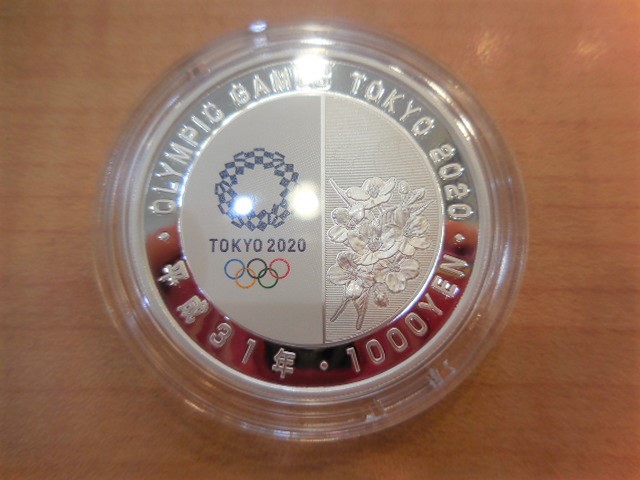 OLYMPIC GAMES TOKYO 2020
TOKYO 2020
平成31年・1000YEN